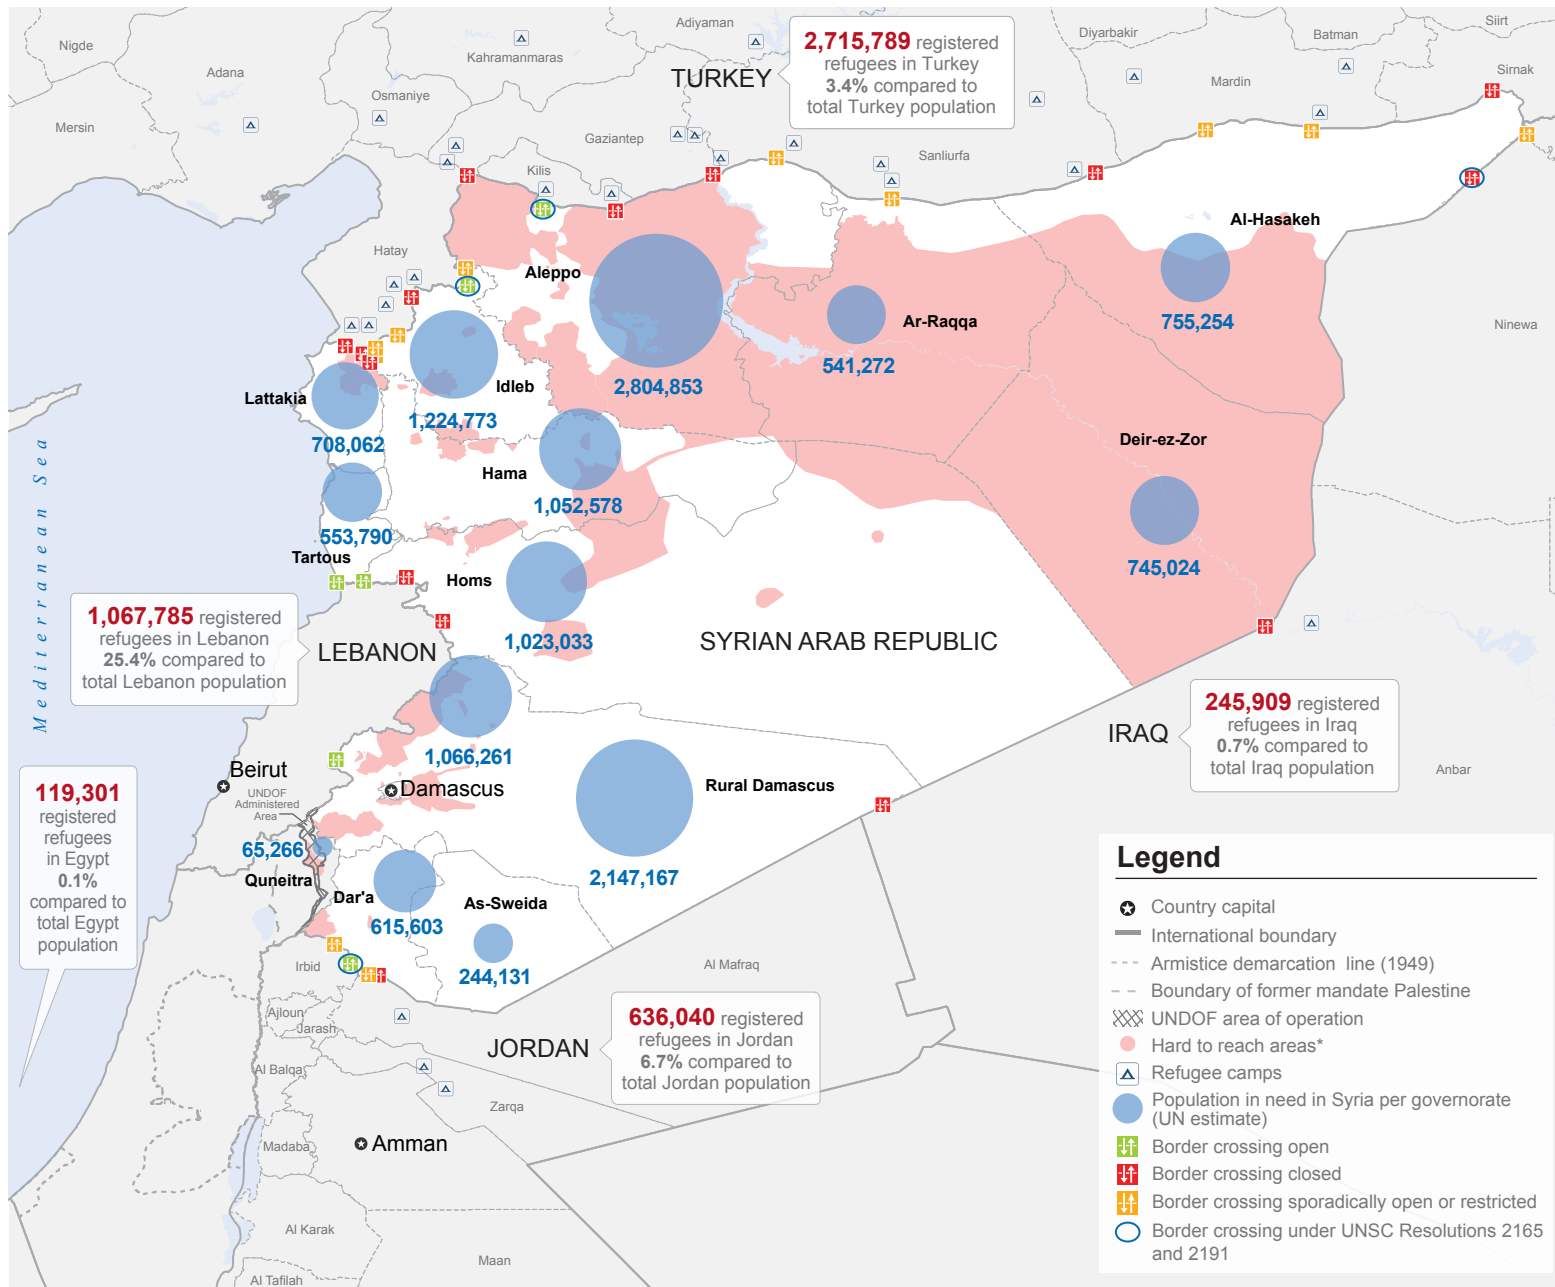 Adiyaman
Siirt
Nigde
Kahramanmaras
Diyarbakir
Batman
2,715,789 registered
refugees in Turkey
3.4% compared to
total Turkey population
Adana
TURKEY
Mardin
Sirnak
Osmaniye
Mersin
Gaziantep
Sanliurfa
Kilis
Al-Hasakeh
Hatay
Aleppo
755,254
Ninewa
Ar-Raqqa
541,272
Idleb
2,804,853
Lattakia
1,224,773
708,062
Deir-ez-Zor
Hama
1,052,578
Mediterranean Sea
553,790
Tartous
745,024
Homs
1,067,785 registered
refugees in Lebanon
25.4% compared to
total Lebanon population
LEBANON
1,023,033
SYRIAN ARAB REPUBLIC
245,909 registered
refugees in Iraq
0.7% compared to
total Iraq population
IRAQ
1,066,261
Beirut
Damascus
Rural Damascus
Anbar
119,301
registered
refugees
in Egypt
0.1%
compared to
total Egypt
population
UNDOF
Administered
Area
65,266
Quneitra
2,147,167
Dar'a
As-Sweida
615,603
244,131
Irbid
Al Mafraq
Ajloun
Jarash
636,040 registered
refugees in Jordan
6.7% compared to
total Jordan population
JORDAN
Al Balqa
Zarqa
Amman
Madaba
Al Karak
Maan
Al Tafilah
Legend
Country capital
International boundary
Armistice demarcation line (1949)
Boundary of former mandate Palestine
UNDOF area of operation
Hard to reach areas*
Refugee camps
Population in need in Syria per governorate
(UN estimate)
Border crossing open
Border crossing closed
Border crossing sporadically open or restricted
Border crossing under UNSC Resolutions 2165
and 2191